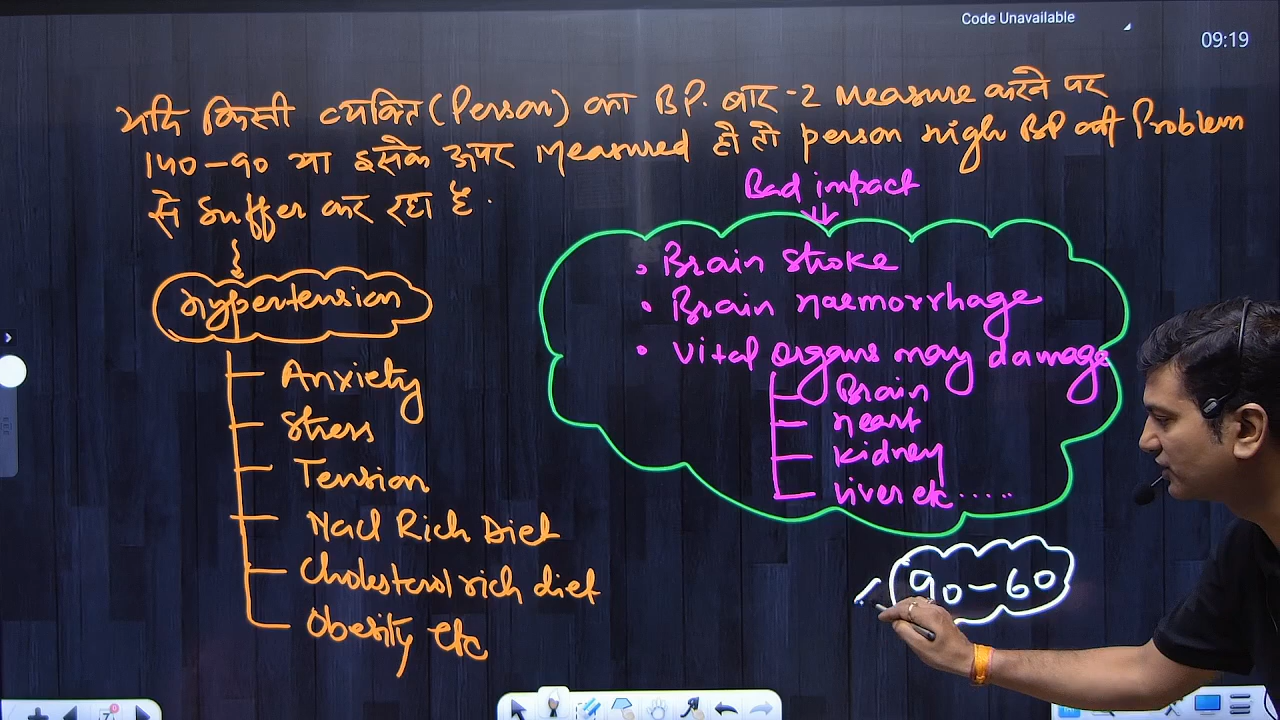 Code Unavailable
09:19
यदि किसी व्यक्ति (Person) का BP. बार-2 measure करने पर
140-90 या इसके ऊपर measured हो तो person high BP की Problem
से suffer कर रहा है.
Hypertension
Anxiety
Stress
Tension
Nacl Rich Diet
Cholesterol rich diet
Obesity etc
Bad impact
• Brain stroke
• Brain haemorrhage
• Vital organs may damage
Brain
heart
kidney
liver etc.....
90-60